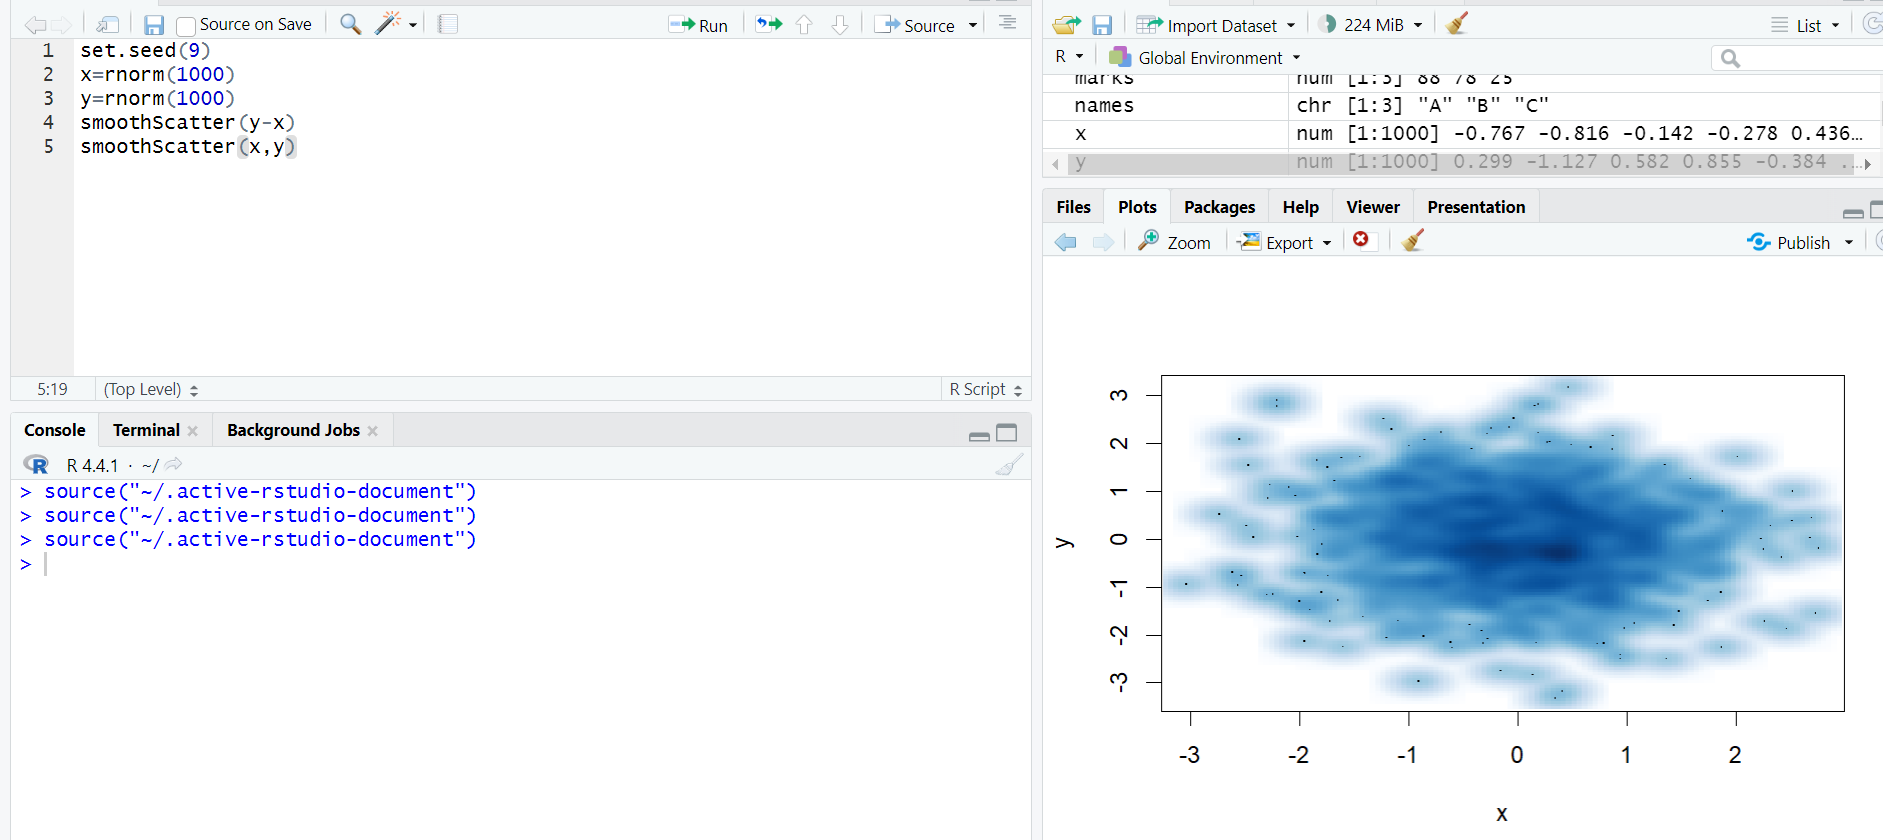 Source on Save
Run
Source
1 set.seed(9)
2 x=rnorm(1000)
3 y=rnorm(1000)
4 smoothScatter(y-x)
5 smoothScatter(x,y)
5:19 (Top Level) R Script
Console Terminal Background Jobs
R 4.4.1 · ~/
> source("~/.active-rstudio-document")
> source("~/.active-rstudio-document")
> source("~/.active-rstudio-document")
>
Import Dataset 224 MiB List
R Global Environment
marks num [1:3] 88 78 25
names chr [1:3] "A" "B" "C"
x num [1:1000] -0.767 -0.816 -0.142 -0.278 0.436…
y num [1:1000] 0.299 -1.127 0.582 0.855 -0.384 …
Files Plots Packages Help Viewer Presentation
Zoom Export Publish
3
2
1
0
-1
-2
-3
y
-3 -2 -1 0 1 2
x